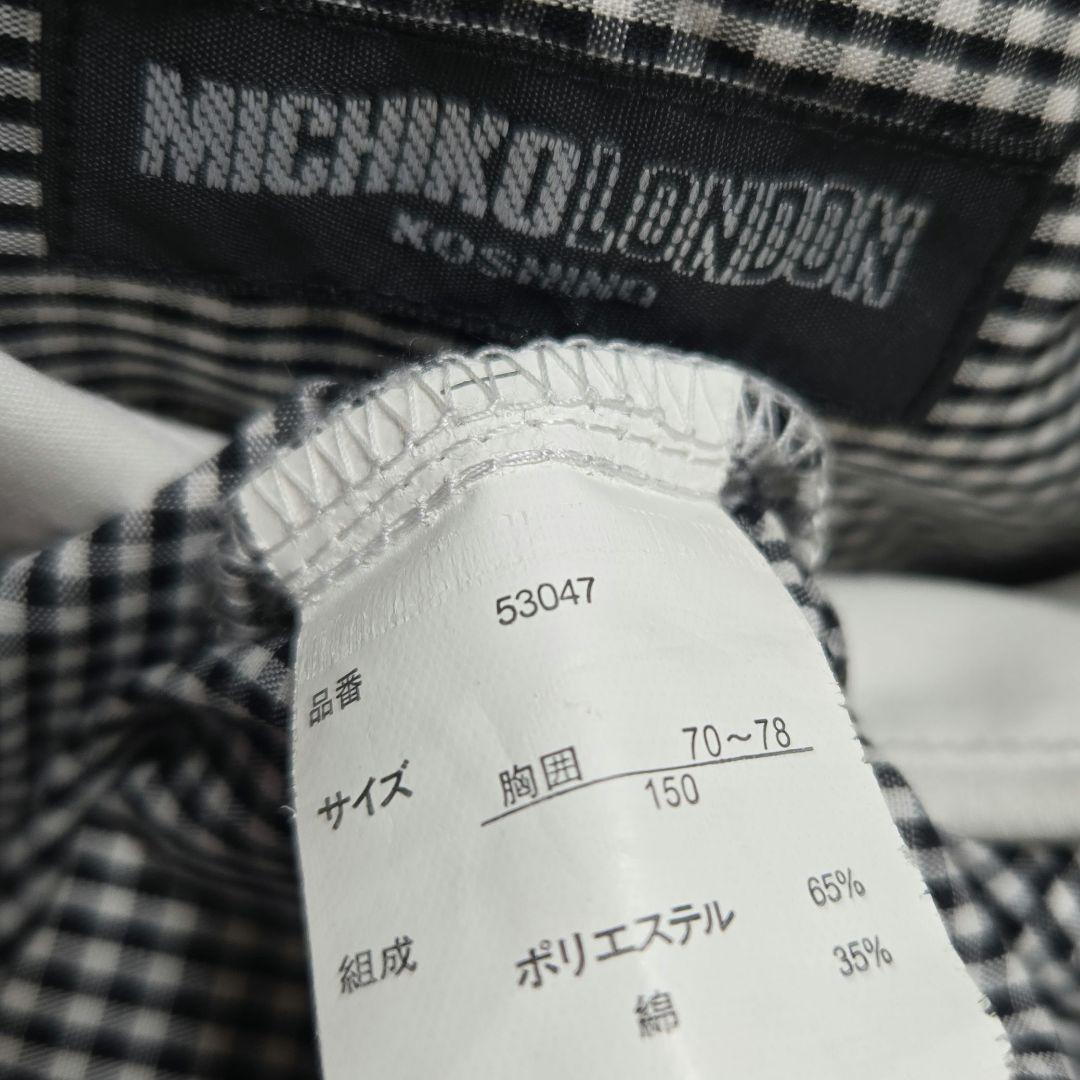 MICHIKO LONDON
KOSHINO
53047
品番
サイズ 胸囲 70～78
150
組成 ポリエステル 65%
綿 35%